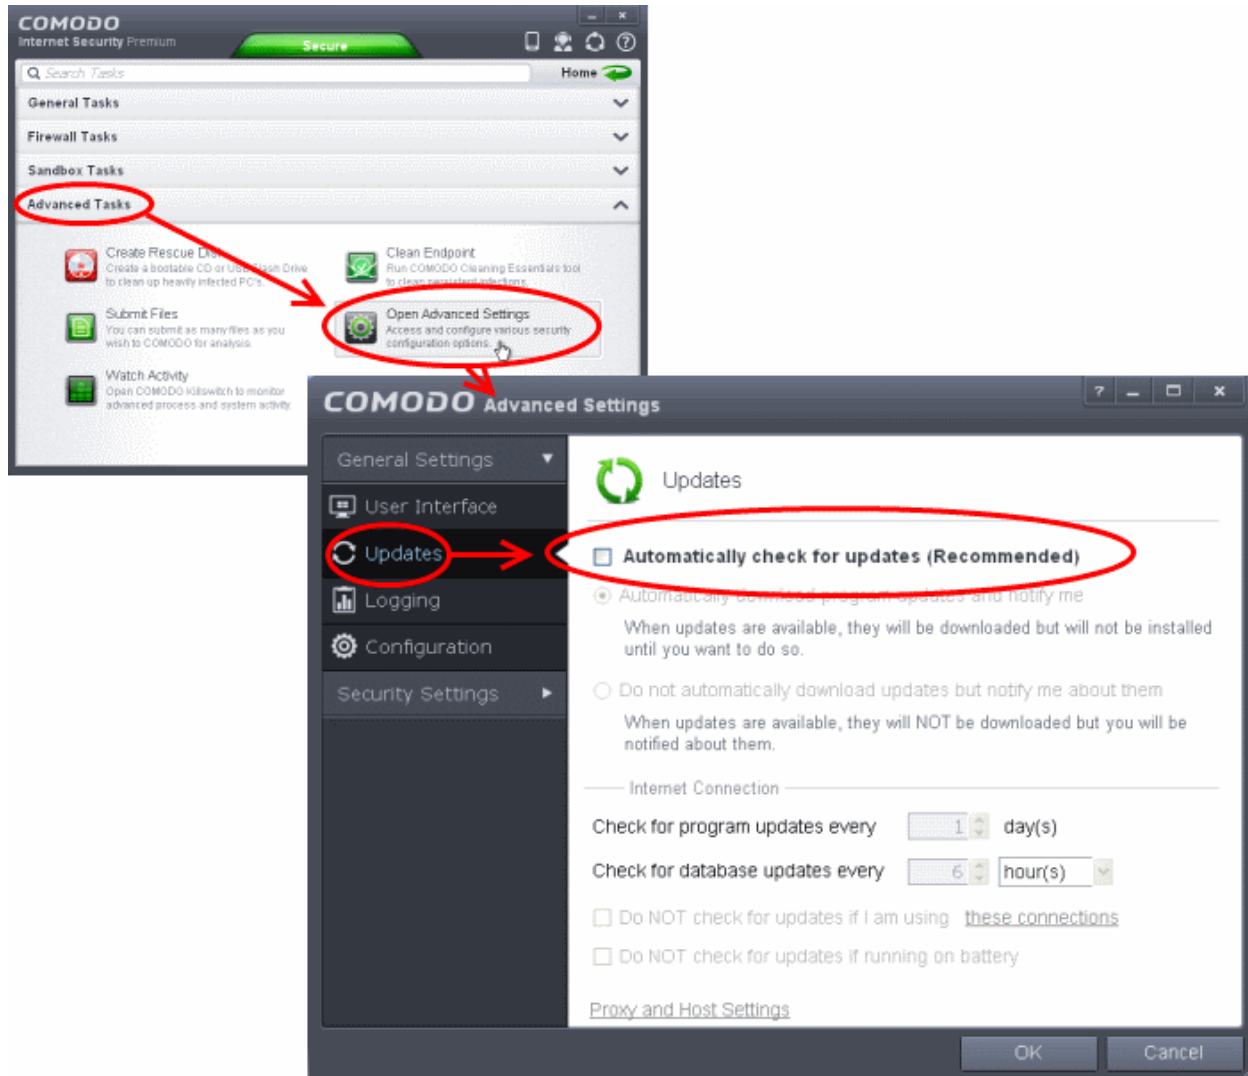 COMODO
Internet Security Premium
Secure
Search Tasks
Home
General Tasks
Firewall Tasks
Sandbox Tasks
Advanced Tasks
Create Rescue Disk
Create a bootable CD or USB Flash Drive
to clean up heavily infected PC's.
Clean Endpoint
Run COMODO Cleaning Essentials tool
to clean persistent infections.
Submit Files
You can submit as many files as you
wish to COMODO for analysis.
Open Advanced Settings
Access and configure various security
configuration options.
Watch Activity
Open COMODO Killswitch to monitor
advanced process and system activity.
COMODO Advanced Settings
General Settings
User Interface
Updates
Logging
Configuration
Security Settings
Updates
Automatically check for updates (Recommended)
Automatically download program updates and notify me
When updates are available, they will be downloaded but will not be installed
until you want to do so.
Do not automatically download updates but notify me about them
When updates are available, they will NOT be downloaded but you will be
notified about them.
Internet Connection
Check for program updates every 1 day(s)
Check for database updates every 6 hour(s)
Do NOT check for updates if I am using these connections
Do NOT check for updates if running on battery
Proxy and Host Settings
OK
Cancel